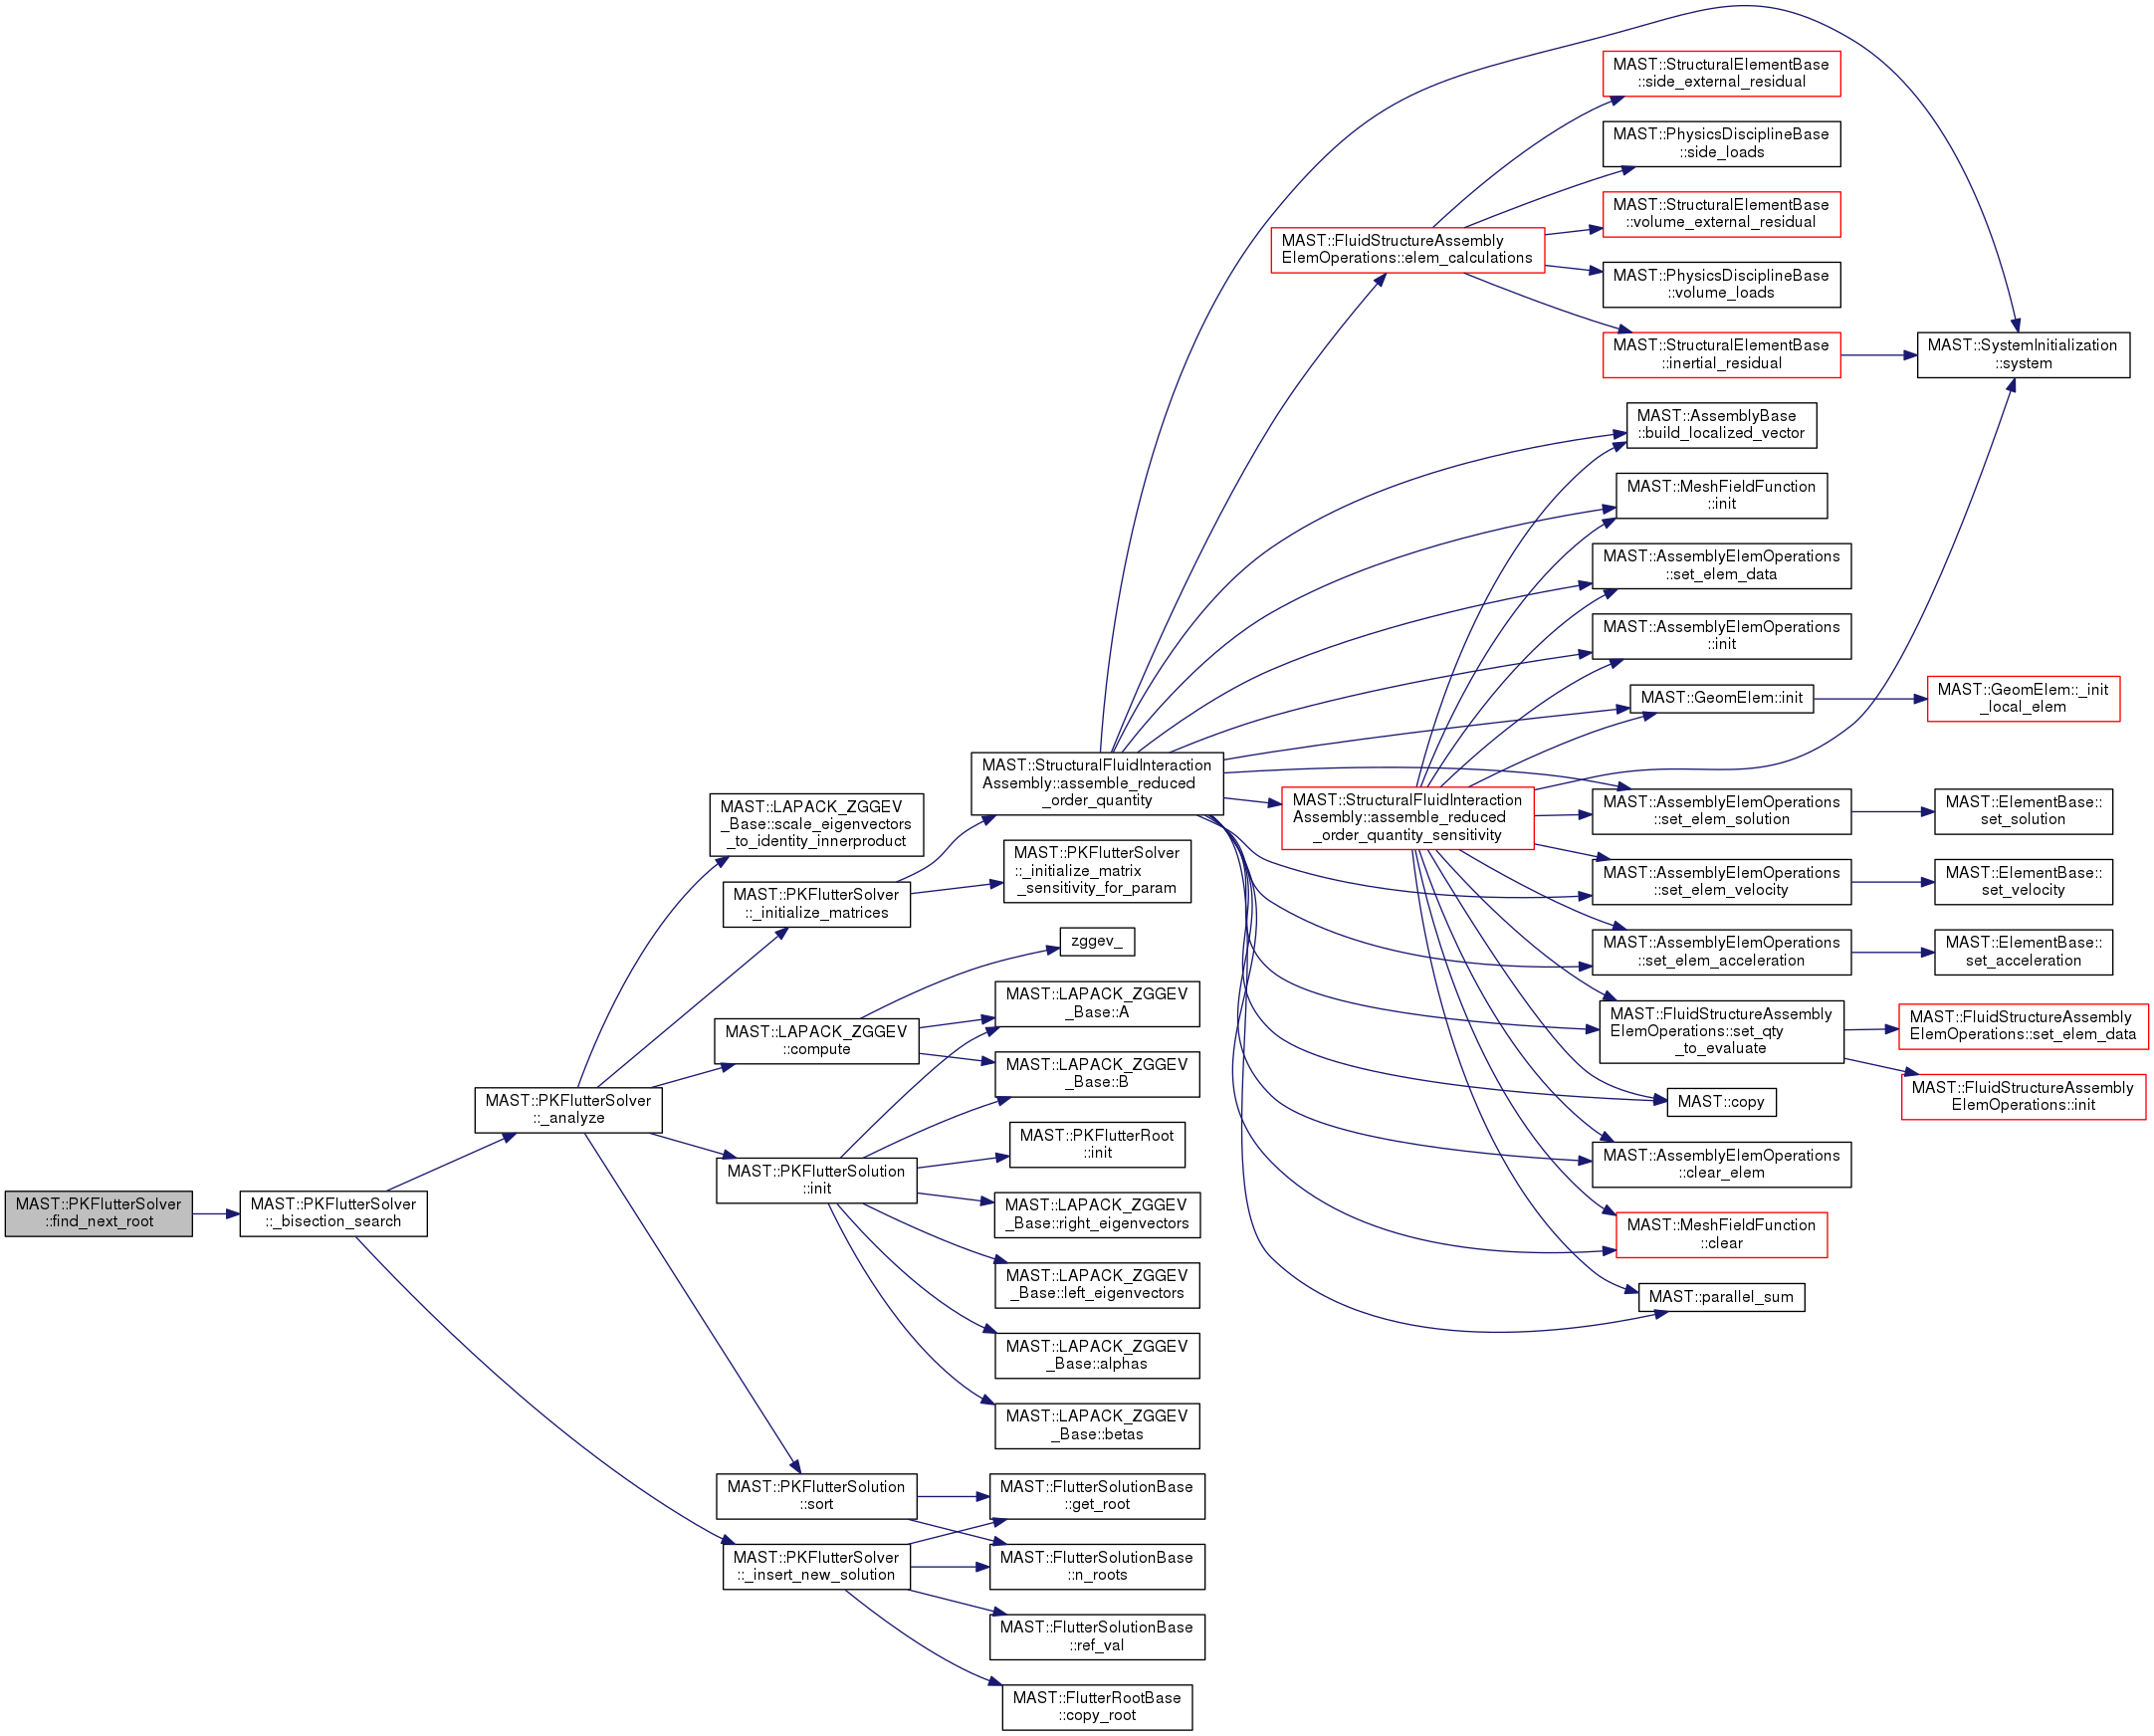 MAST::PKFlutterSolver
::find_next_root
MAST::PKFlutterSolver
::_bisection_search
MAST::PKFlutterSolver
::_analyze
MAST::LAPACK_ZGGEV
_Base::scale_eigenvectors
_to_identity_innerproduct
MAST::PKFlutterSolver
::_initialize_matrices
MAST::LAPACK_ZGGEV
::compute
MAST::PKFlutterSolution
::init
MAST::PKFlutterSolution
::sort
MAST::PKFlutterSolver
::_insert_new_solution
MAST::StructuralFluidInteraction
Assembly::assemble_reduced
_order_quantity
MAST::PKFlutterSolver
::_initialize_matrix
_sensitivity_for_param
zggev_
MAST::LAPACK_ZGGEV
_Base::A
MAST::LAPACK_ZGGEV
_Base::B
MAST::PKFlutterRoot
::init
MAST::LAPACK_ZGGEV
_Base::right_eigenvectors
MAST::LAPACK_ZGGEV
_Base::left_eigenvectors
MAST::LAPACK_ZGGEV
_Base::alphas
MAST::LAPACK_ZGGEV
_Base::betas
MAST::FlutterSolutionBase
::get_root
MAST::FlutterSolutionBase
::n_roots
MAST::FlutterSolutionBase
::ref_val
MAST::FlutterRootBase
::copy_root
MAST::FluidStructureAssembly
ElemOperations::elem_calculations
MAST::StructuralFluidInteraction
Assembly::assemble_reduced
_order_quantity_sensitivity
MAST::StructuralElementBase
::side_external_residual
MAST::PhysicsDisciplineBase
::side_loads
MAST::StructuralElementBase
::volume_external_residual
MAST::PhysicsDisciplineBase
::volume_loads
MAST::StructuralElementBase
::inertial_residual
MAST::AssemblyBase
::build_localized_vector
MAST::MeshFieldFunction
::init
MAST::AssemblyElemOperations
::set_elem_data
MAST::AssemblyElemOperations
::init
MAST::GeomElem::init
MAST::AssemblyElemOperations
::set_elem_solution
MAST::AssemblyElemOperations
::set_elem_velocity
MAST::AssemblyElemOperations
::set_elem_acceleration
MAST::FluidStructureAssembly
ElemOperations::set_qty
_to_evaluate
MAST::copy
MAST::AssemblyElemOperations
::clear_elem
MAST::MeshFieldFunction
::clear
MAST::parallel_sum
MAST::SystemInitialization
::system
MAST::GeomElem::_init
_local_elem
MAST::ElementBase::
set_solution
MAST::ElementBase::
set_velocity
MAST::ElementBase::
set_acceleration
MAST::FluidStructureAssembly
ElemOperations::set_elem_data
MAST::FluidStructureAssembly
ElemOperations::init